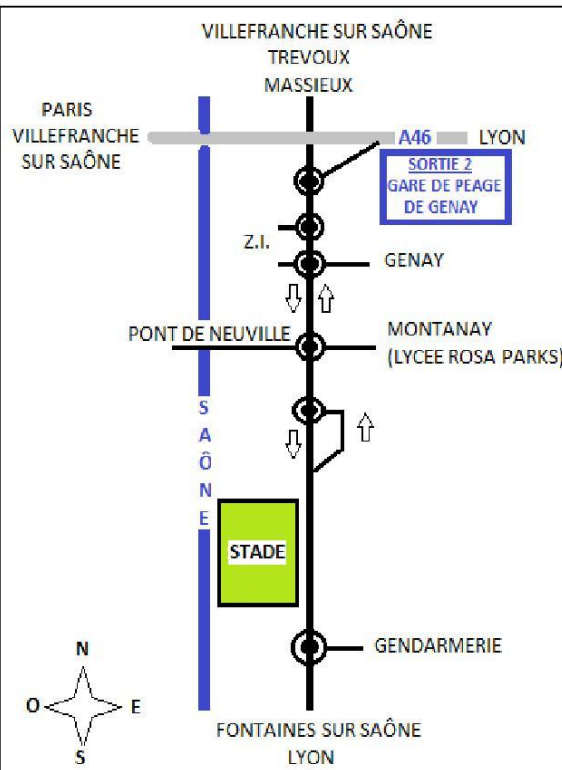 VILLEFRANCHE SUR SAÔNE
TREVOUX
MASSIEUX
PARIS
VILLEFRANCHE
SUR SAÔNE
A46
LYON
SORTIE 2
GARE DE PEAGE
DE GENAY
Z.I.
GENAY
PONT DE NEUVILLE
MONTANAY
(LYCEE ROSA PARKS)
SAÔNE
STADE
GENDARMERIE
N
O
E
S
FONTAINES SUR SAÔNE
LYON